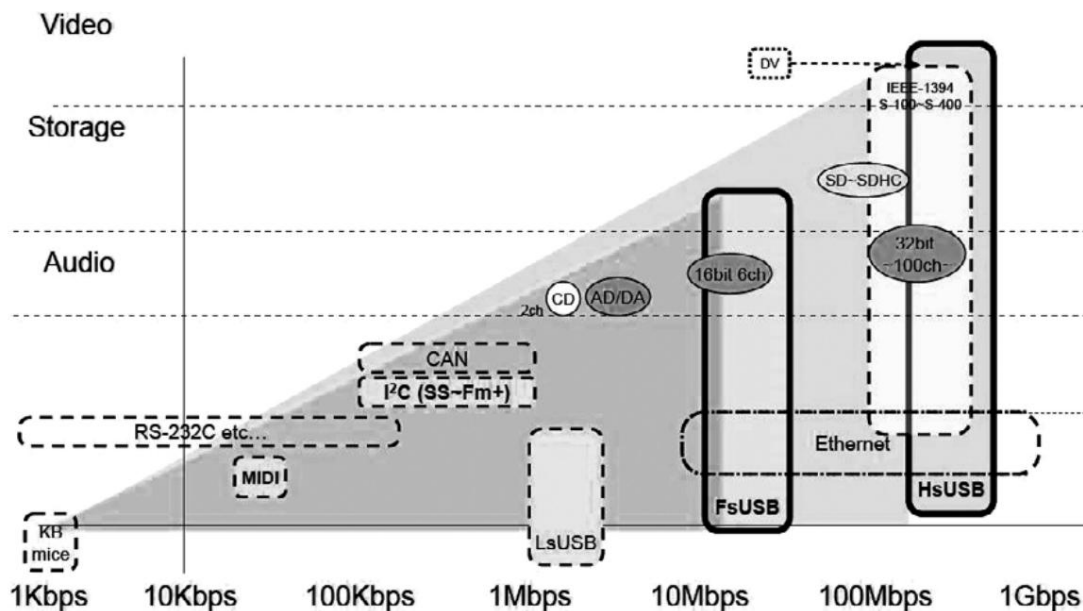 Video
DV
IEEE-1394
S-100~S-400
Storage
SD~SDHC
Audio
32bit
~100ch~
16bit 6ch
2ch
CD
AD/DA
CAN
I²C (SS~Fm+)
RS-232C etc…
Ethernet
MIDI
HsUSB
FsUSB
KB
mice
LsUSB
1Kbps 10Kbps 100Kbps 1Mbps 10Mbps 100Mbps 1Gbps